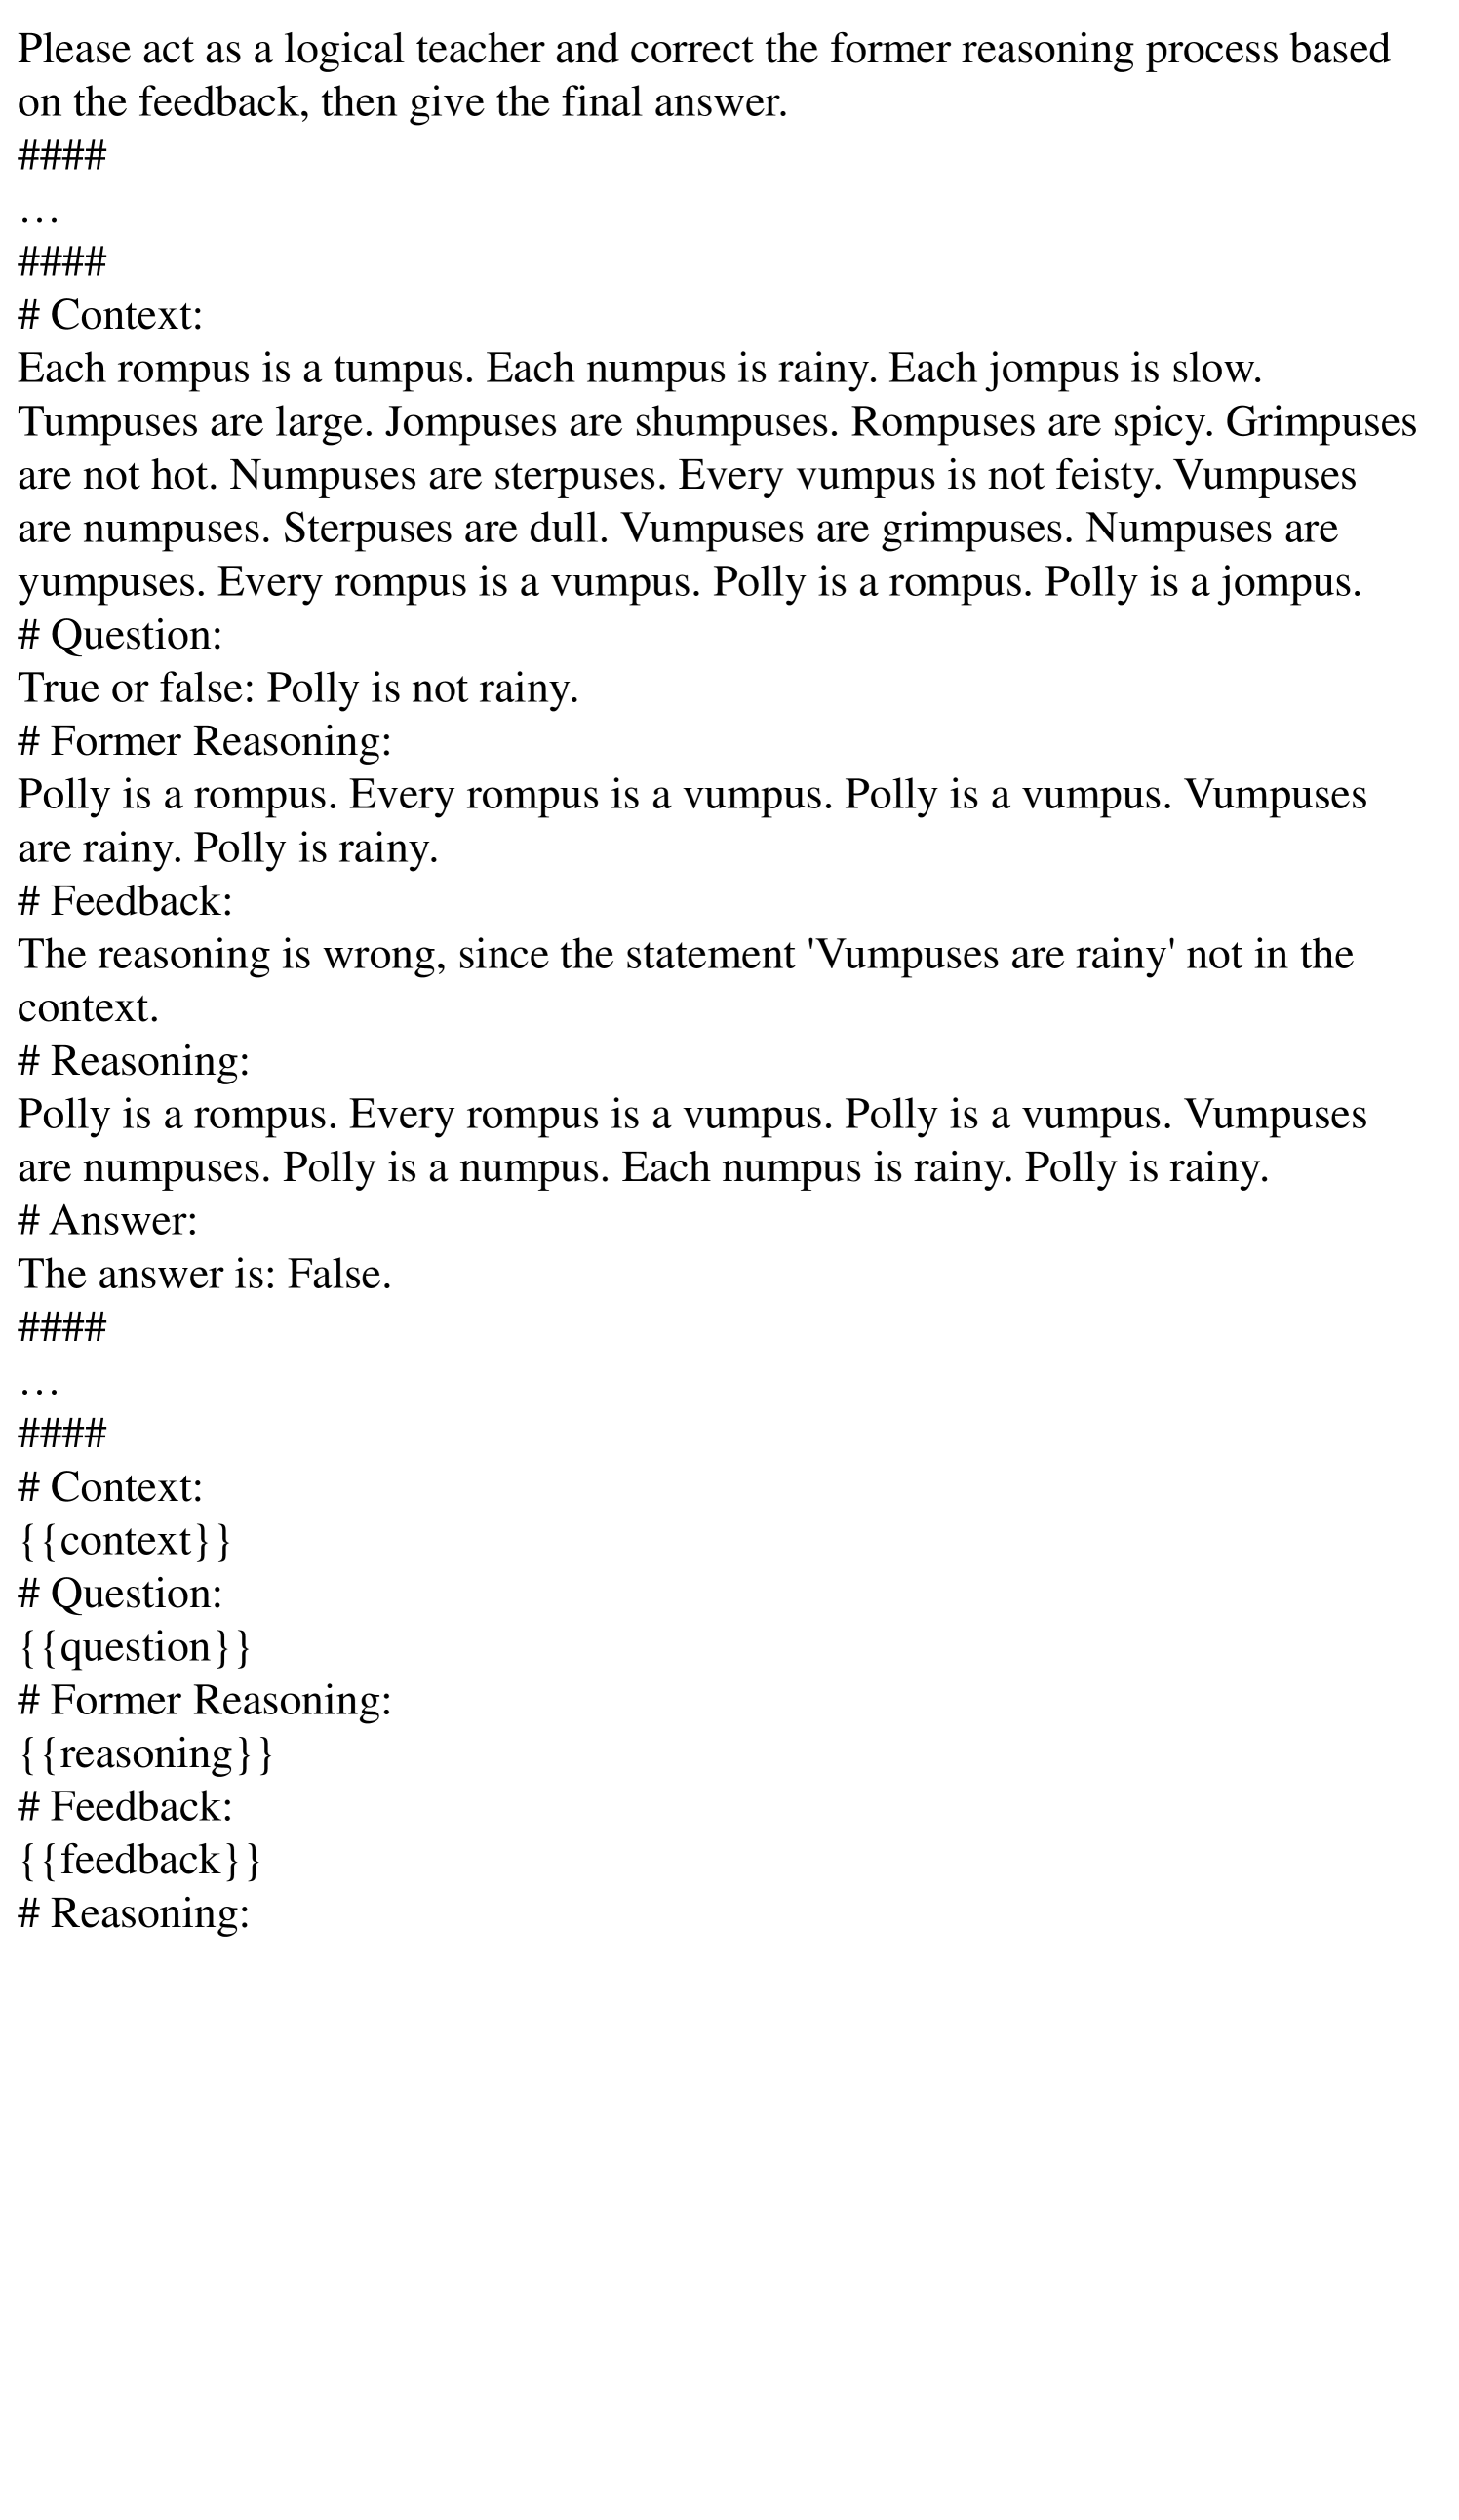 Please act as a logical teacher and correct the former reasoning process based
on the feedback, then give the final answer.
####
…
####
# Context:
Each rompus is a tumpus. Each numpus is rainy. Each jompus is slow.
Tumpuses are large. Jompuses are shumpuses. Rompuses are spicy. Grimpuses
are not hot. Numpuses are sterpuses. Every vumpus is not feisty. Vumpuses
are numpuses. Sterpuses are dull. Vumpuses are grimpuses. Numpuses are
yumpuses. Every rompus is a vumpus. Polly is a rompus. Polly is a jompus.
# Question:
True or false: Polly is not rainy.
# Former Reasoning:
Polly is a rompus. Every rompus is a vumpus. Polly is a vumpus. Vumpuses
are rainy. Polly is rainy.
# Feedback:
The reasoning is wrong, since the statement 'Vumpuses are rainy' not in the
context.
# Reasoning:
Polly is a rompus. Every rompus is a vumpus. Polly is a vumpus. Vumpuses
are numpuses. Polly is a numpus. Each numpus is rainy. Polly is rainy.
# Answer:
The answer is: False.
####
…
####
# Context:
{{context}}
# Question:
{{question}}
# Former Reasoning:
{{reasoning}}
# Feedback:
{{feedback}}
# Reasoning: